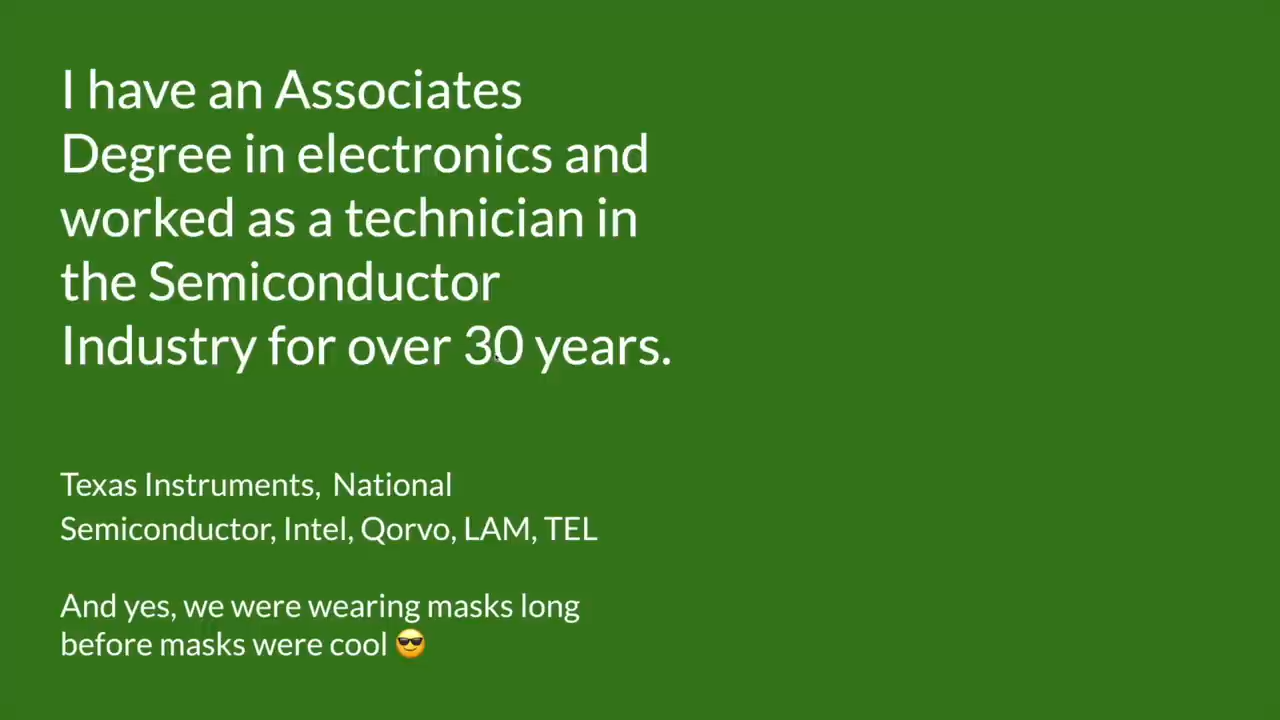 I have an Associates
Degree in electronics and
worked as a technician in
the Semiconductor
Industry for over 30 years.
Texas Instruments, National
Semiconductor, Intel, Qorvo, LAM, TEL
And yes, we were wearing masks long
before masks were cool 😎